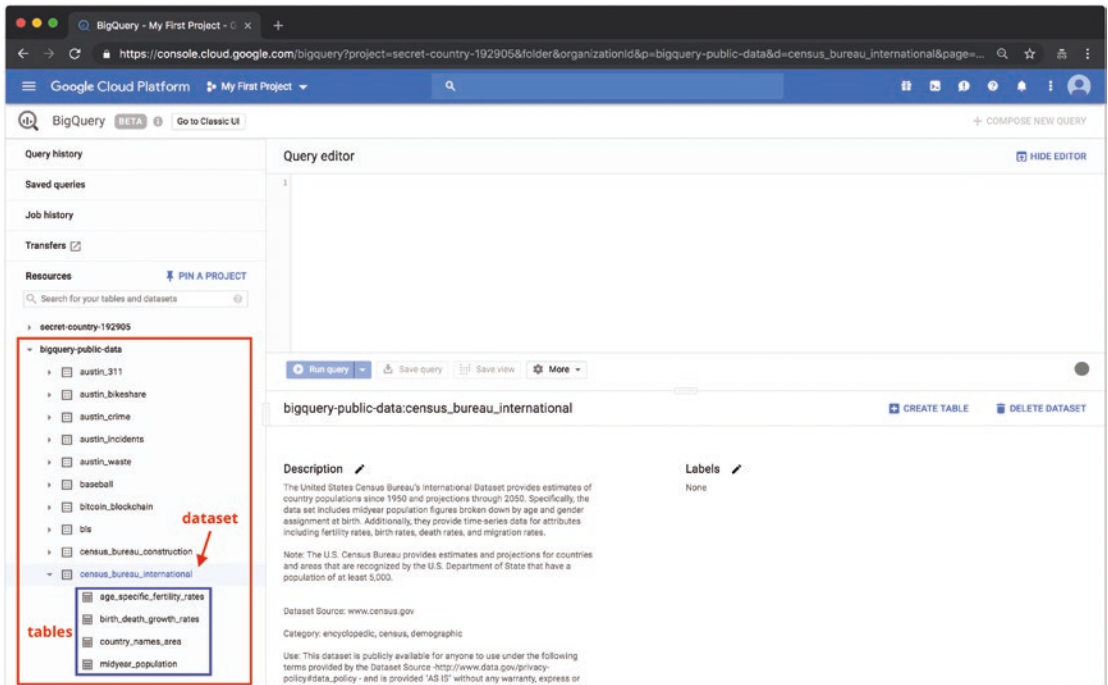 BigQuery - My First Project - G
https://console.cloud.google.com/bigquery?project=secret-country-192905&folder&organizationId&p=bigquery-public-data&d=census_bureau_international&page=...
Google Cloud Platform My First Project
BigQuery BETA Go to Classic UI
+ COMPOSE NEW QUERY
Query history
Saved queries
Job history
Transfers
Resources PIN A PROJECT
Search for your tables and datasets
secret-country-192905
bigquery-public-data
austin_311
austin_bikeshare
austin_crime
austin_incidents
austin_waste
baseball
bitcoin_blockchain
dataset
bls
census_bureau_construction
census_bureau_international
age_specific_fertility_rates
birth_death_growth_rates
tables
country_names_area
midyear_population
Query editor HIDE EDITOR
1
Run query Save query Save view More
bigquery-public-data:census_bureau_international CREATE TABLE DELETE DATASET
Description
The United States Census Bureau's International Dataset provides estimates of
country populations since 1950 and projections through 2050. Specifically, the
data set includes midyear population figures broken down by age and gender
assignment at birth. Additionally, they provide time-series data for attributes
including fertility rates, birth rates, death rates, and migration rates.
Note: The U.S. Census Bureau provides estimates and projections for countries
and areas that are recognized by the U.S. Department of State that have a
population of at least 5,000.
Dataset Source: www.census.gov
Category: encyclopedic, census, demographic
Use: This dataset is publicly available for anyone to use under the following
terms provided by the Dataset Source -http://www.data.gov/privacy-
policy#data_policy - and is provided "AS IS" without any warranty, express or
Labels
None